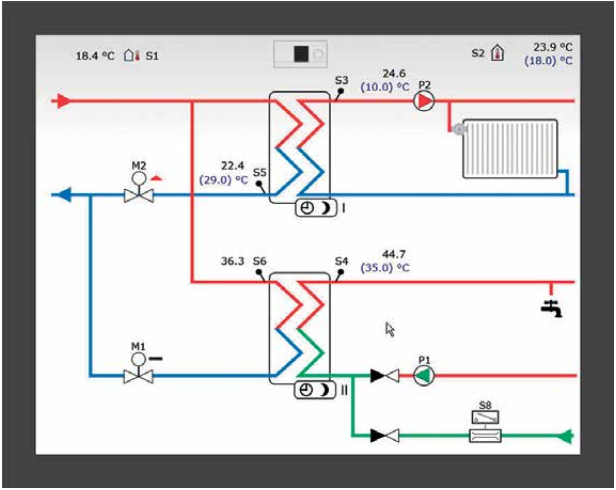 18.4 °C S1
S2 23.9 °C
(18.0) °C
S3 24.6
(10.0) °C P2
M2
22.4 S5
(29.0) °C
I
36.3 S6
S4 44.7
(35.0) °C
M1
P1
II
S8